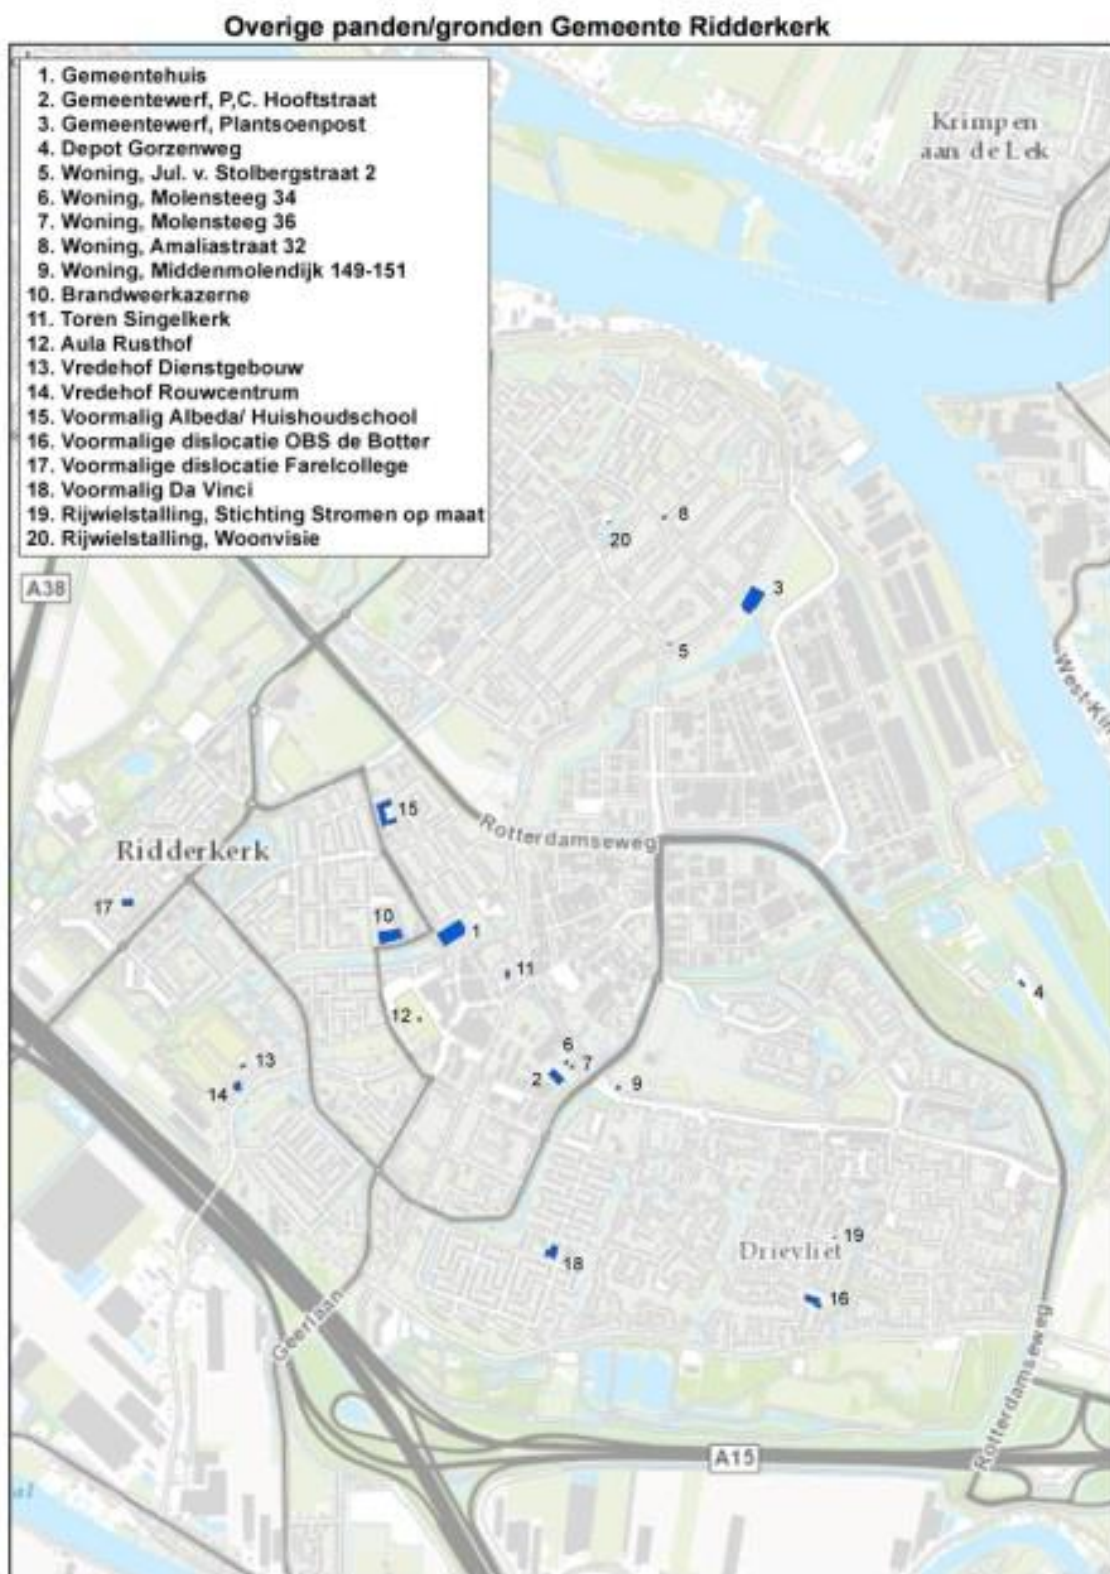 Overige panden/gronden Gemeente Ridderkerk
1. Gemeentehuis
2. Gemeentewerf, P,C. Hooftstraat
3. Gemeentewerf, Plantsoenpost
4. Depot Gorzenweg
5. Woning, Jul. v. Stolbergstraat 2
6. Woning, Molensteeg 34
7. Woning, Molensteeg 36
8. Woning, Amaliastraat 32
9. Woning, Middenmolendijk 149-151
10. Brandweerkazerne
11. Toren Singelkerk
12. Aula Rusthof
13. Vredehof Dienstgebouw
14. Vredehof Rouwcentrum
15. Voormalig Albeda/ Huishoudschool
16. Voormalige dislocatie OBS de Botter
17. Voormalige dislocatie Farelcollege
18. Voormalig Da Vinci
19. Rijwielstalling, Stichting Stromen op maat
20. Rijwielstalling, Woonvisie
Krimpen
aan de Lek
8
20
A38
3
5
West-Kin
15
Rotterdamseweg
Ridderkerk
17
10
1
11
4
12
6
13
7
2
9
14
19
Drievliet
18
16
Geerlaan
Rotterdamseweg
A15
al